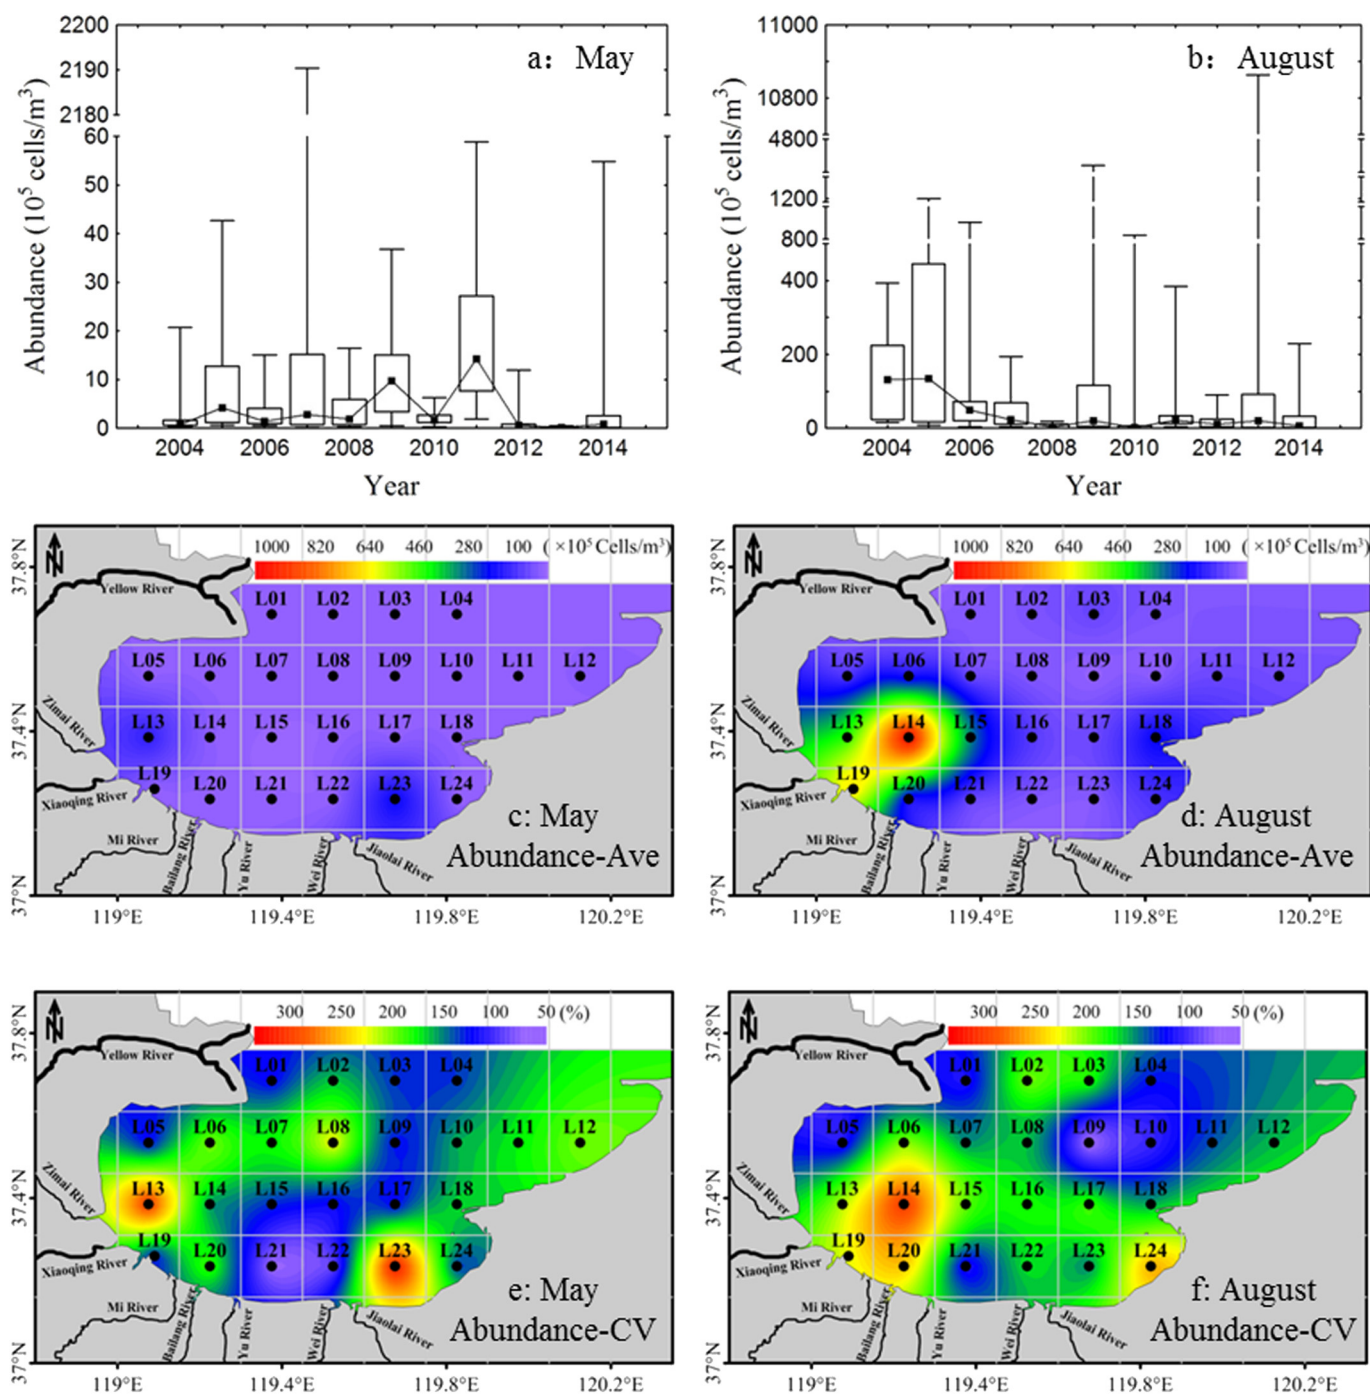 a: May
2200
2190
2180
60
50
40
30
20
10
0
Abundance (10⁵ cells/m³)
2004 2006 2008 2010 2012 2014
Year
b: August
11000
10800
4800
1200
800
400
200
0
Abundance (10⁵ cells/m³)
2004 2006 2008 2010 2012 2014
Year
N
1000 820 640 460 280 100 (×10⁵ Cells/m³)
37.8°N
37.4°N
37°N
Yellow River
L01 L02 L03 L04
L05 L06 L07 L08 L09 L10 L11 L12
Zimai River
L13 L14 L15 L16 L17 L18
L19 L20 L21 L22 L23 L24
Xiaoqing River
Mi River
Bailang River
Yu River
Wei River
Jiaolai River
c: May
Abundance-Ave
119°E 119.4°E 119.8°E 120.2°E
N
1000 820 640 460 280 100 (×10⁵ Cells/m³)
37.8°N
37.4°N
37°N
Yellow River
L01 L02 L03 L04
L05 L06 L07 L08 L09 L10 L11 L12
Zimai River
L13 L14 L15 L16 L17 L18
L19 L20 L21 L22 L23 L24
Xiaoqing River
Mi River
Bailang River
Yu River
Wei River
Jiaolai River
d: August
Abundance-Ave
119°E 119.4°E 119.8°E 120.2°E
N
300 250 200 150 100 50 (%)
37.8°N
37.4°N
37°N
Yellow River
L01 L02 L03 L04
L05 L06 L07 L08 L09 L10 L11 L12
Zimai River
L13 L14 L15 L16 L17 L18
L19 L20 L21 L22 L23 L24
Xiaoqing River
Mi River
Bailang River
Yu River
Wei River
Jiaolai River
e: May
Abundance-CV
119°E 119.4°E 119.8°E 120.2°E
N
300 250 200 150 100 50 (%)
37.8°N
37.4°N
37°N
Yellow River
L01 L02 L03 L04
L05 L06 L07 L08 L09 L10 L11 L12
Zimai River
L13 L14 L15 L16 L17 L18
L19 L20 L21 L22 L23 L24
Xiaoqing River
Mi River
Bailang River
Yu River
Wei River
Jiaolai River
f: August
Abundance-CV
119°E 119.4°E 119.8°E 120.2°E